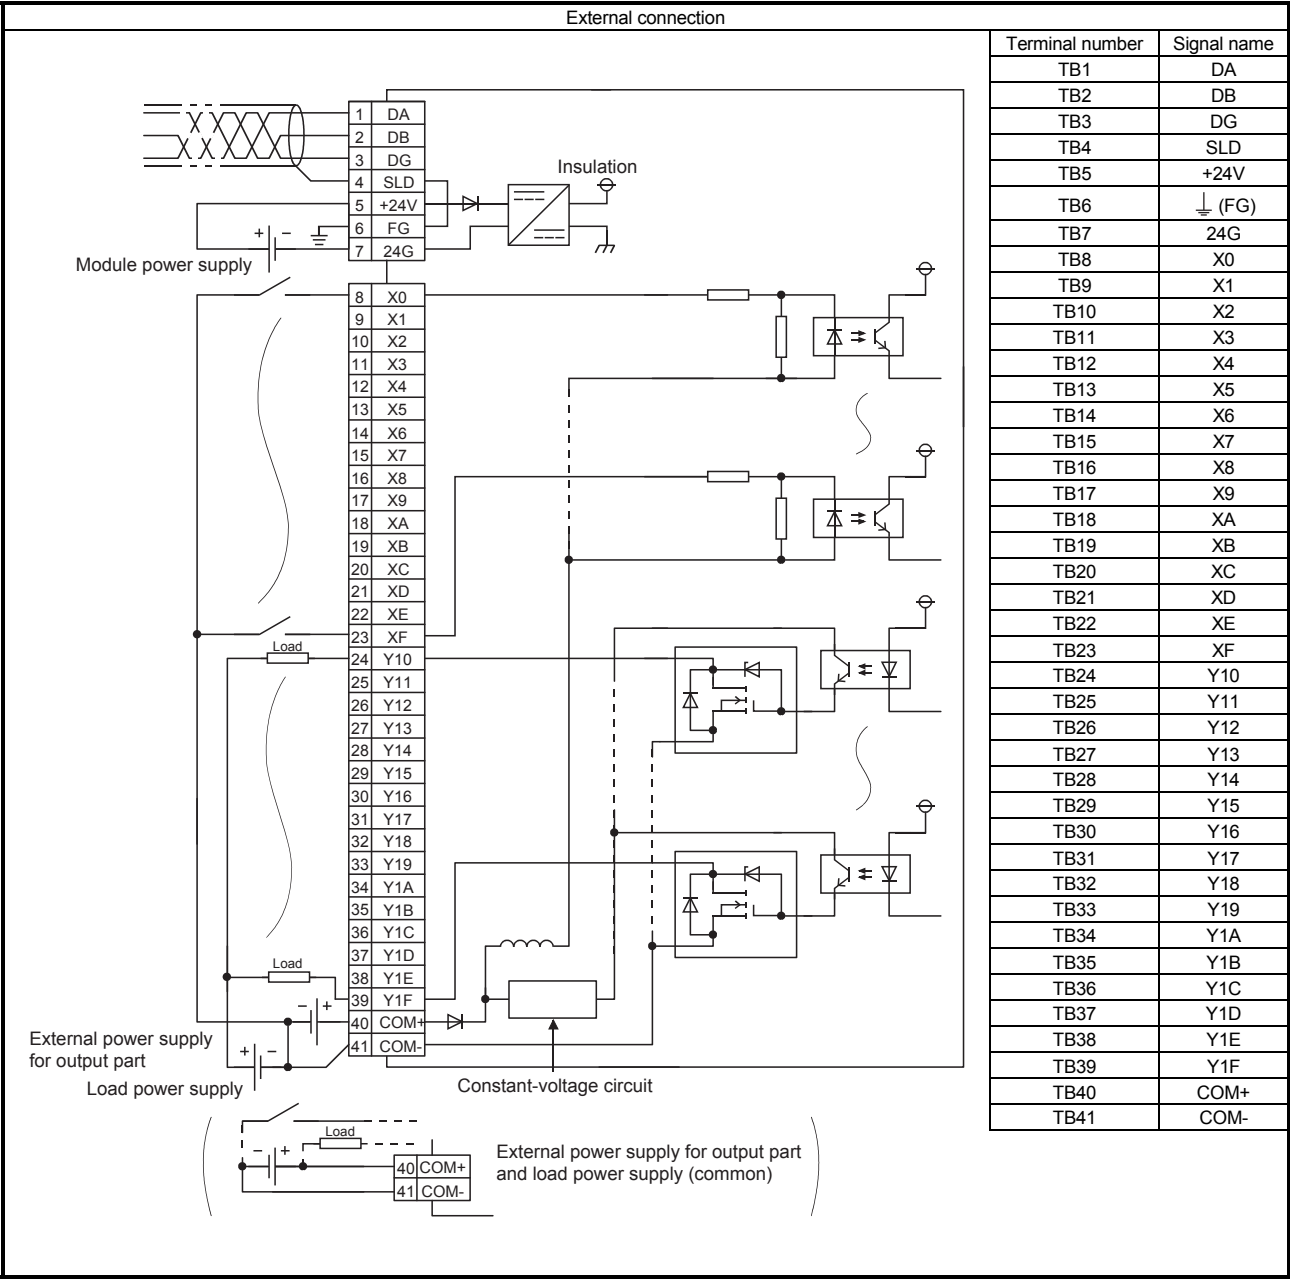 External connection
1 DA
2 DB
3 DG
4 SLD
5 +24V
6 FG
7 24G
Insulation
+ −
Module power supply
8 X0
9 X1
10 X2
11 X3
12 X4
13 X5
14 X6
15 X7
16 X8
17 X9
18 XA
19 XB
20 XC
21 XD
22 XE
23 XF
Load
24 Y10
25 Y11
26 Y12
27 Y13
28 Y14
29 Y15
30 Y16
31 Y17
32 Y18
33 Y19
34 Y1A
35 Y1B
36 Y1C
37 Y1D
Load
38 Y1E
39 Y1F
− +
40 COM+
41 COM-
External power supply
for output part
+ −
Load power supply
Constant-voltage circuit
Load
− +
40 COM+
41 COM-
External power supply for output part
and load power supply (common)
Terminal number Signal name
TB1 DA
TB2 DB
TB3 DG
TB4 SLD
TB5 +24V
TB6 ⏚ (FG)
TB7 24G
TB8 X0
TB9 X1
TB10 X2
TB11 X3
TB12 X4
TB13 X5
TB14 X6
TB15 X7
TB16 X8
TB17 X9
TB18 XA
TB19 XB
TB20 XC
TB21 XD
TB22 XE
TB23 XF
TB24 Y10
TB25 Y11
TB26 Y12
TB27 Y13
TB28 Y14
TB29 Y15
TB30 Y16
TB31 Y17
TB32 Y18
TB33 Y19
TB34 Y1A
TB35 Y1B
TB36 Y1C
TB37 Y1D
TB38 Y1E
TB39 Y1F
TB40 COM+
TB41 COM-